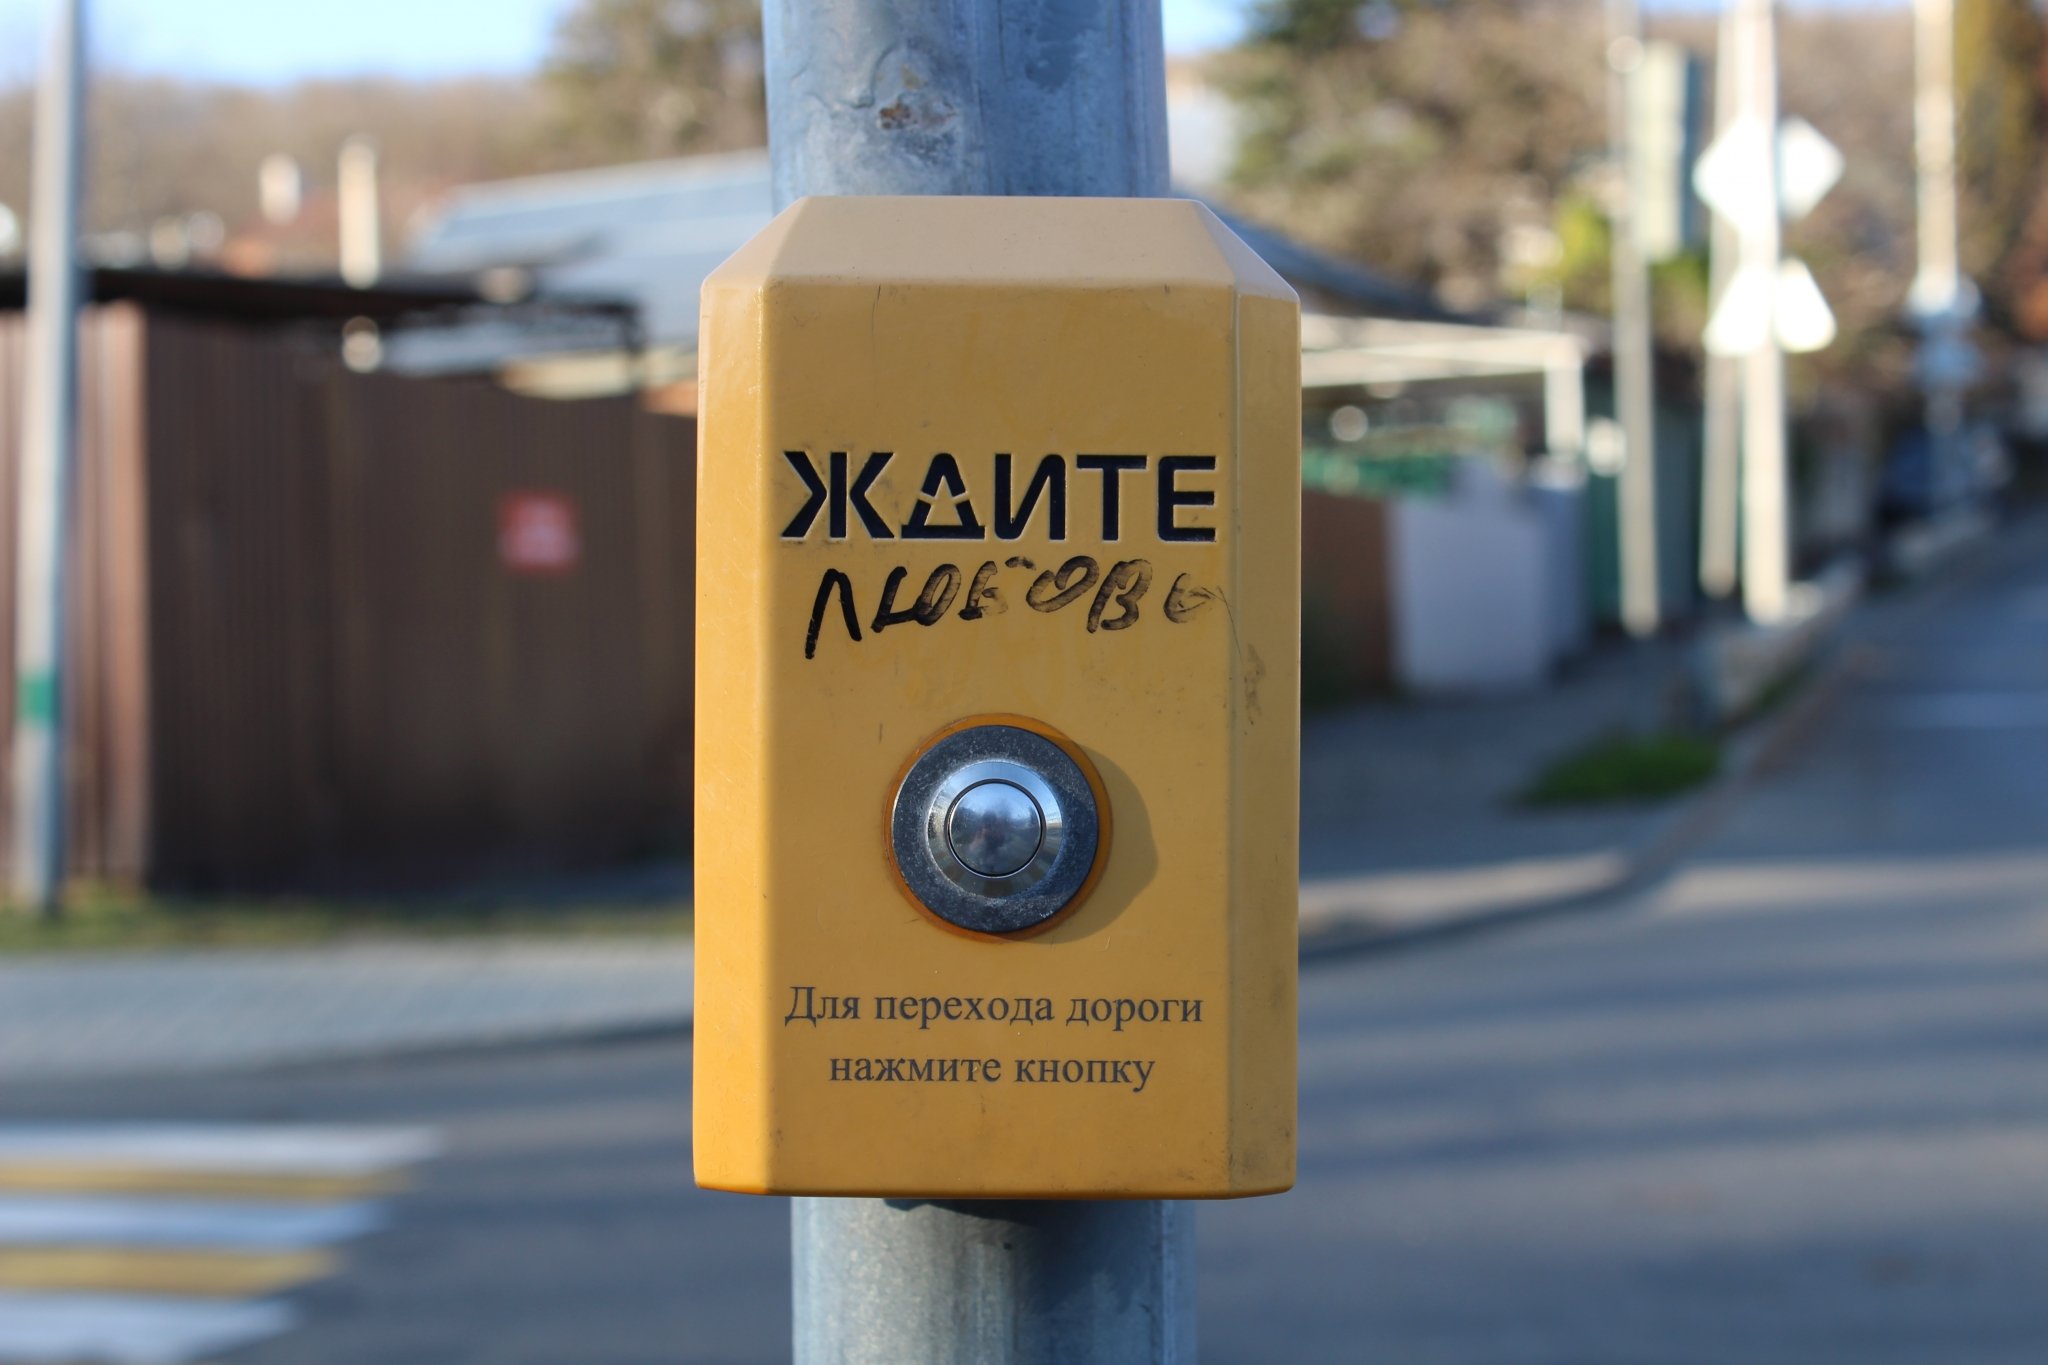 ЖДИТЕ
ЛЮБОВЬ
Для перехода дороги
нажмите кнопку